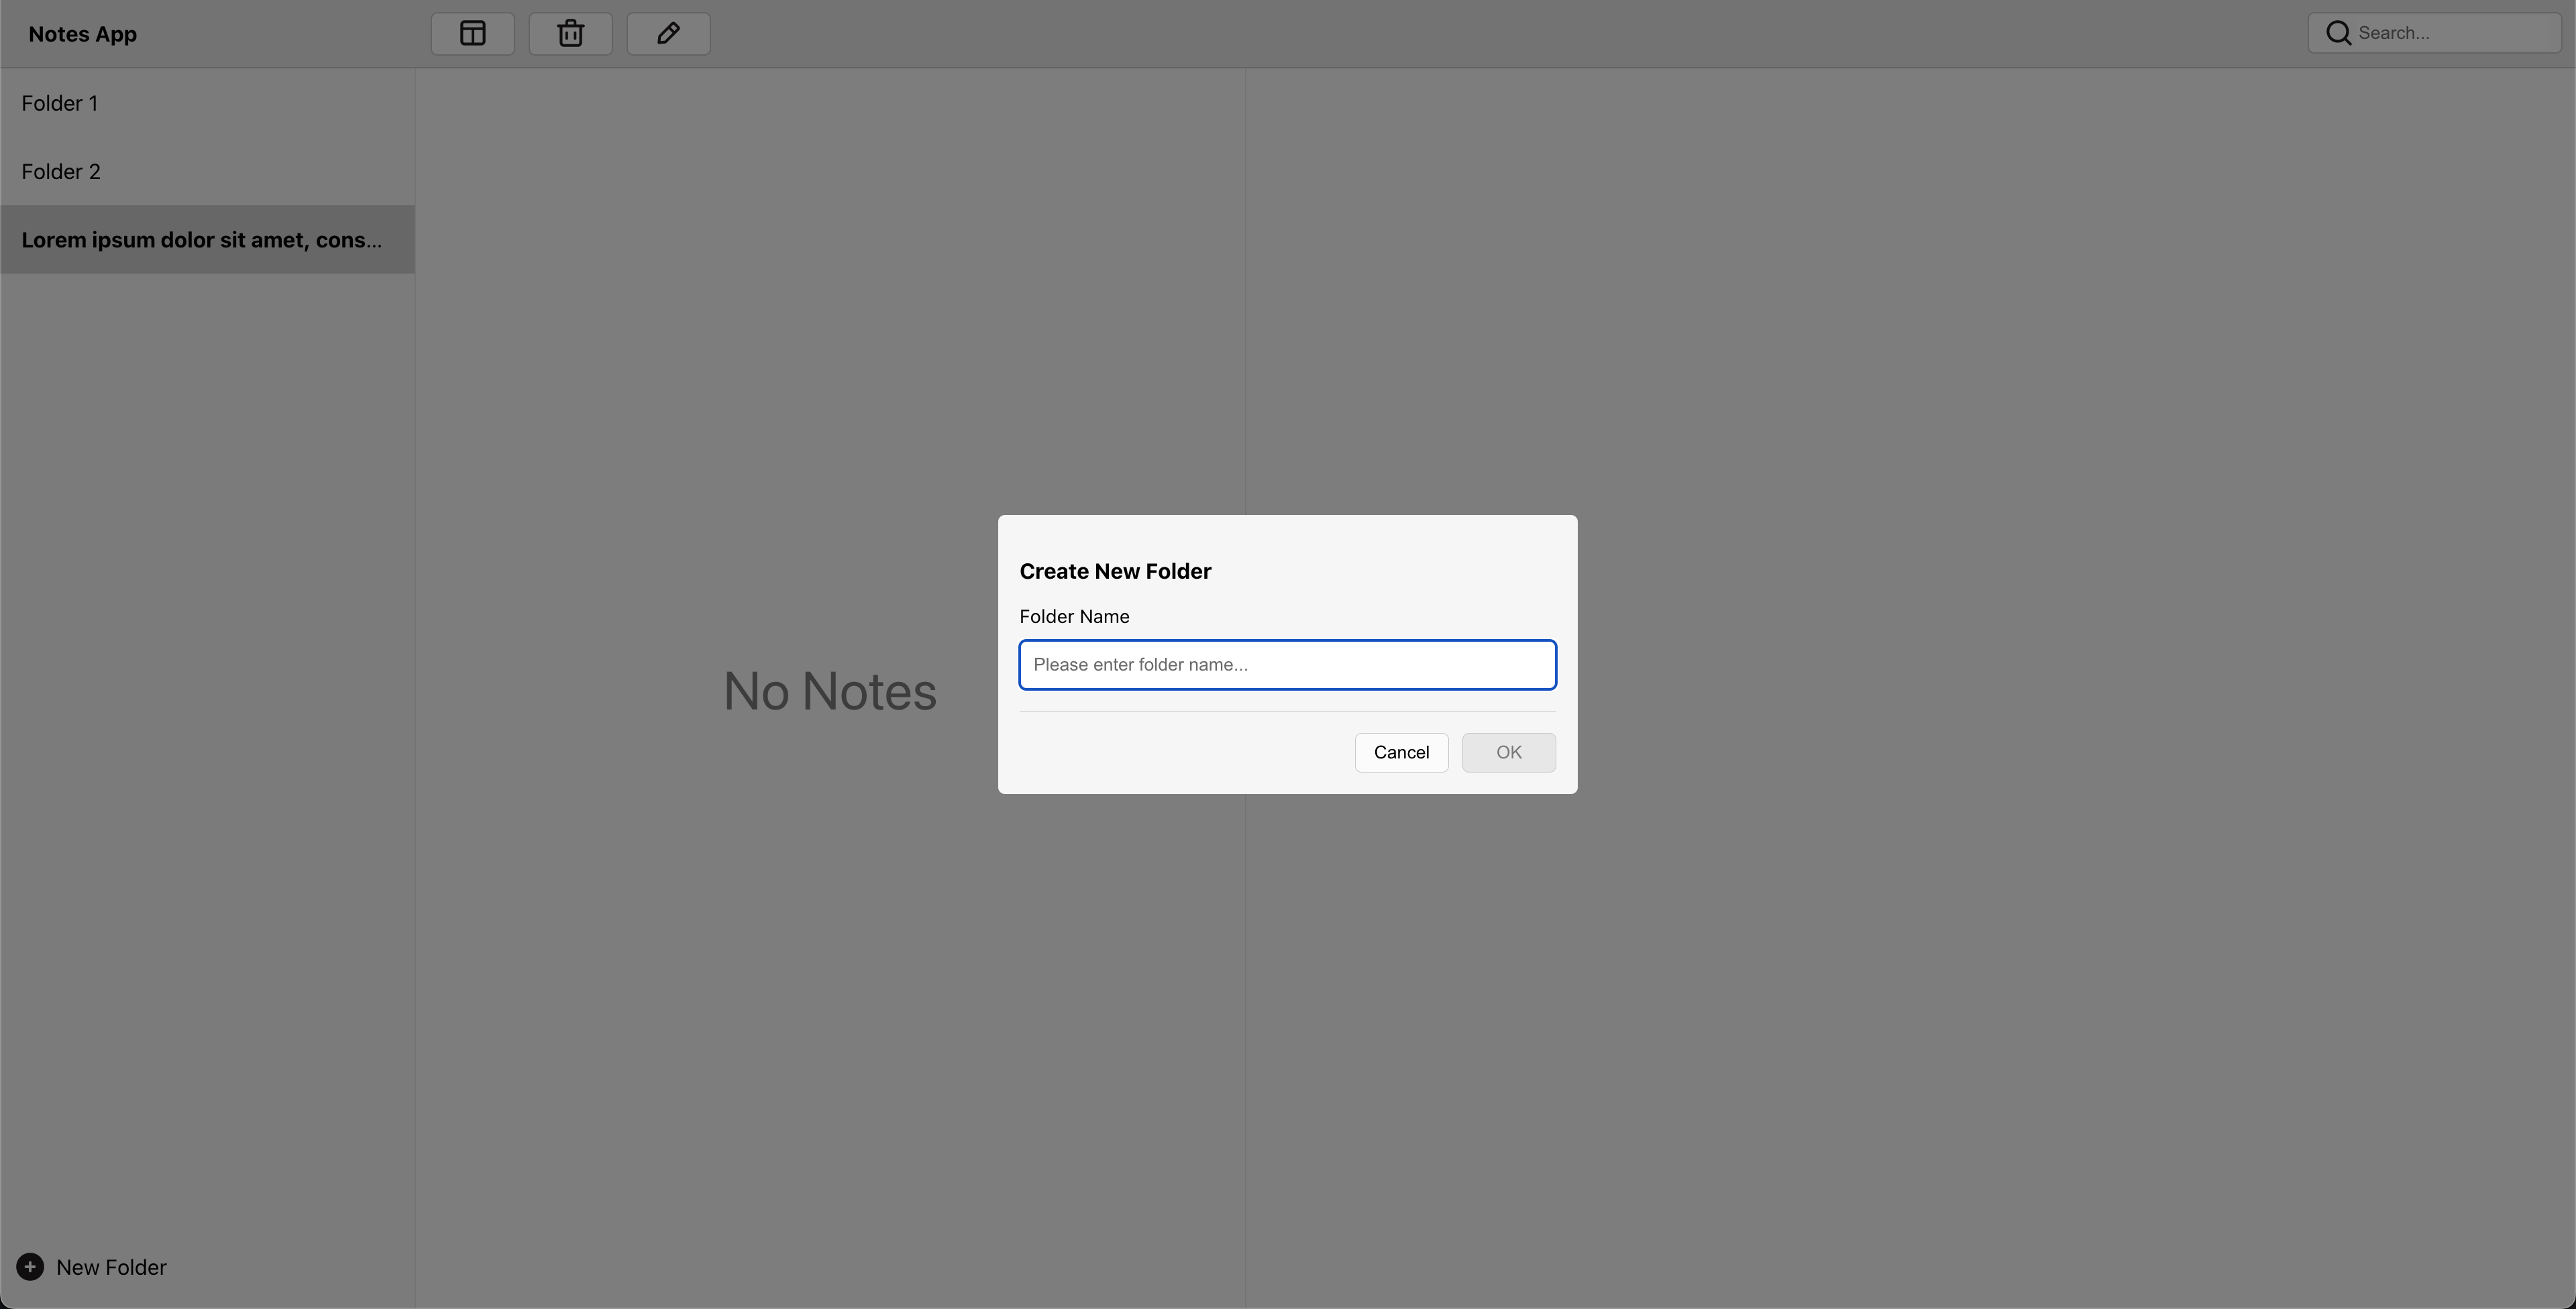 Notes App
Search...
Folder 1
Folder 2
Lorem ipsum dolor sit amet, cons...
No Notes
Create New Folder
Folder Name
Please enter folder name...
Cancel
OK
New Folder